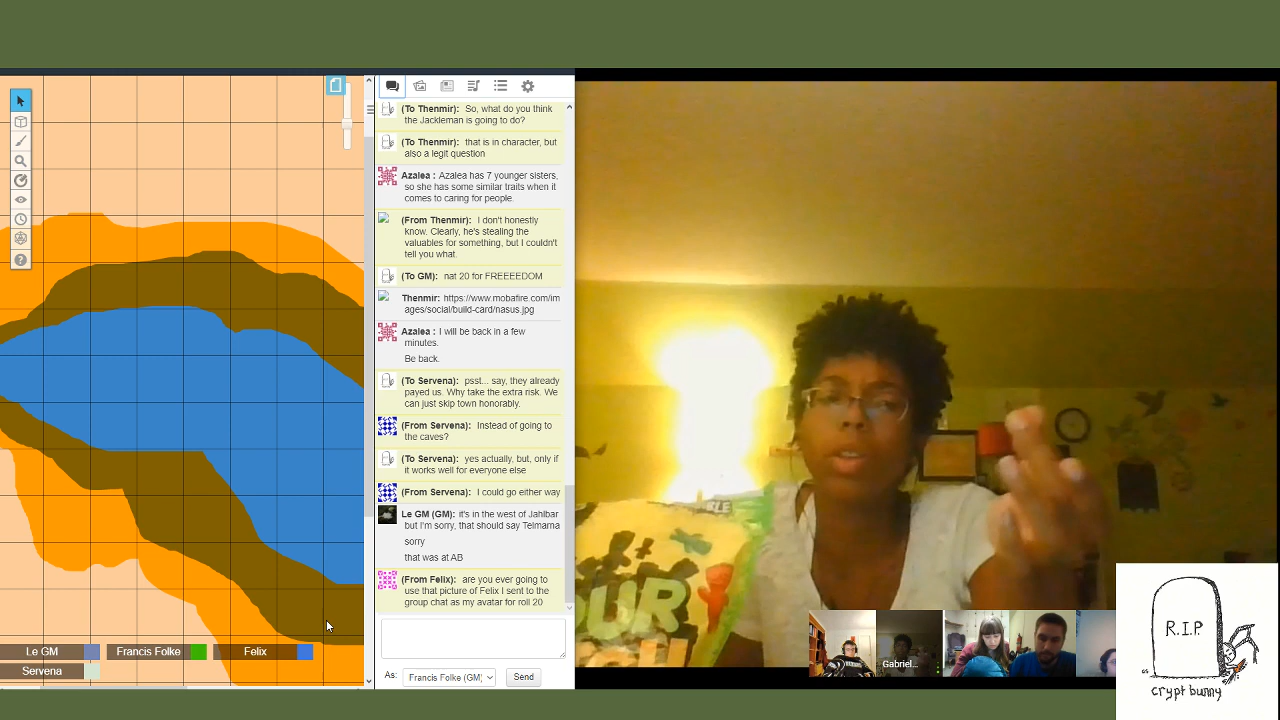 (To Thenmir): So, what do you think
the Jackleman is going to do?
(To Thenmir): that is in character, but
also a legit question
Azalea : Azalea has 7 younger sisters,
so she has some similar traits when it
comes to caring for people.
(From Thenmir): I don't honestly
know. Clearly, he's stealing the
valuables for something, but I couldn't
tell you what.
(To GM): nat 20 for FREEEEDOM
Thenmir: https://www.mobafire.com/im
ages/social/build-card/nasus.jpg
Azalea : I will be back in a few
minutes.
Be back.
(To Servena): psst... say, they already
payed us. Why take the extra risk. We
can just skip town honorably.
(From Servena): Instead of going to
the caves?
(To Servena): yes actually, but, only if
it works well for everyone else
(From Servena): I could go either way
Le GM (GM): it's in the west of Jahlbar
but I'm sorry, that should say Telmarna
sorry
that was at AB
(From Felix): are you ever going to
use that picture of Felix I sent to the
group chat as my avatar for roll 20
As: Francis Folke (GM) Send
Le GM Francis Folke Felix
Servena
Gabriel...
R.I.P.
crypt bunny